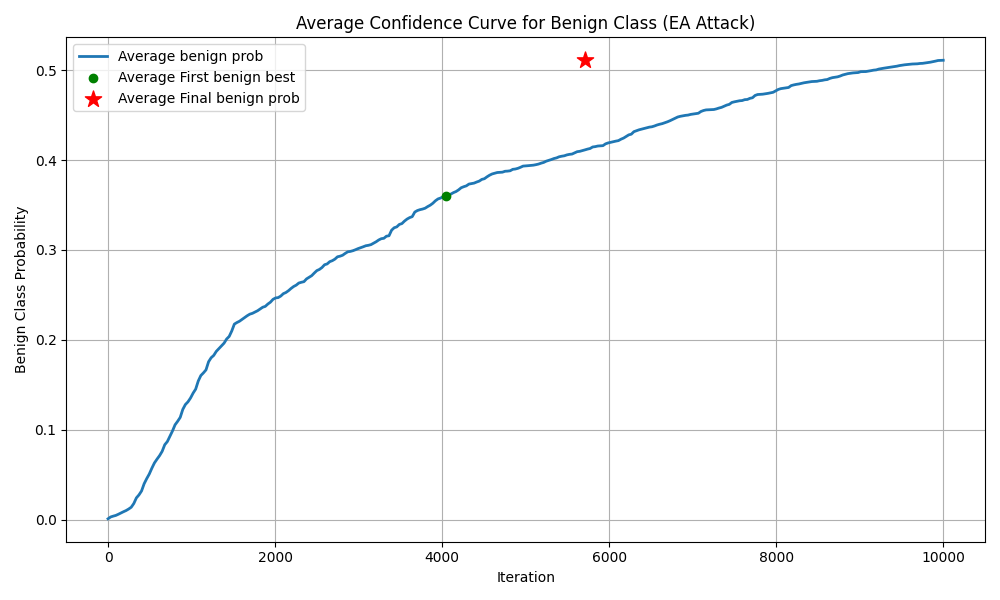 Average Confidence Curve for Benign Class (EA Attack)
Average benign prob
Average First benign best
Average Final benign prob
Benign Class Probability
0.5
0.4
0.3
0.2
0.1
0.0
0 2000 4000 6000 8000 10000
Iteration